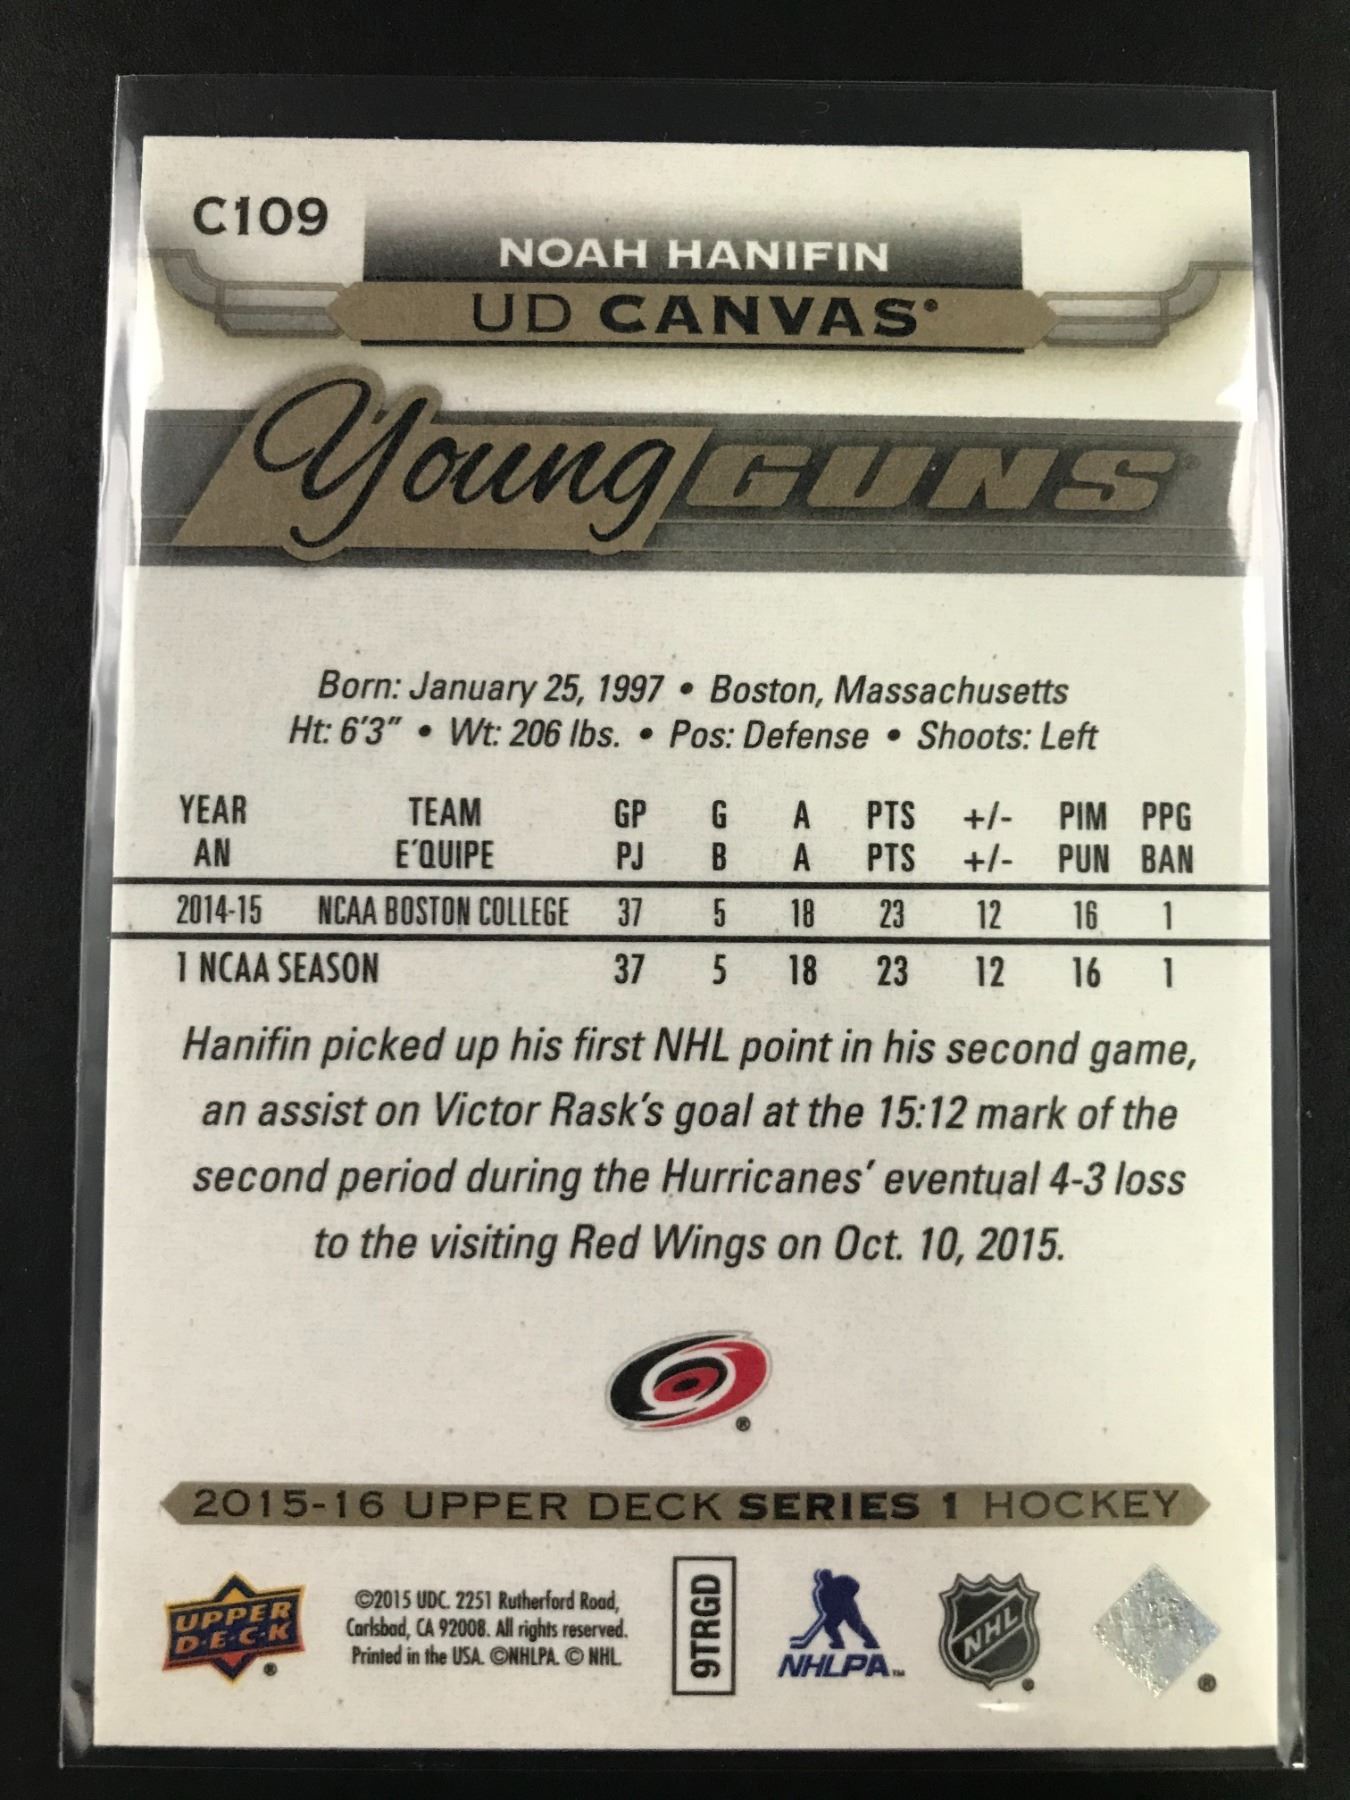 C109
NOAH HANIFIN
UD CANVAS®
Young GUNS®
Born: January 25, 1997 • Boston, Massachusetts
Ht: 6'3" • Wt: 206 lbs. • Pos: Defense • Shoots: Left
YEAR TEAM GP G A PTS +/- PIM PPG
AN E'QUIPE PJ B A PTS +/- PUN BAN
2014-15 NCAA BOSTON COLLEGE 37 5 18 23 12 16 1
1 NCAA SEASON 37 5 18 23 12 16 1
Hanifin picked up his first NHL point in his second game,
an assist on Victor Rask's goal at the 15:12 mark of the
second period during the Hurricanes' eventual 4-3 loss
to the visiting Red Wings on Oct. 10, 2015.
®
2015-16 UPPER DECK SERIES 1 HOCKEY
UPPER
D·E·C·K
®
©2015 UDC. 2251 Rutherford Road,
Carlsbad, CA 92008. All rights reserved.
Printed in the USA. ©NHLPA. © NHL.
9TRGD
NHLPA™
NHL
®
®